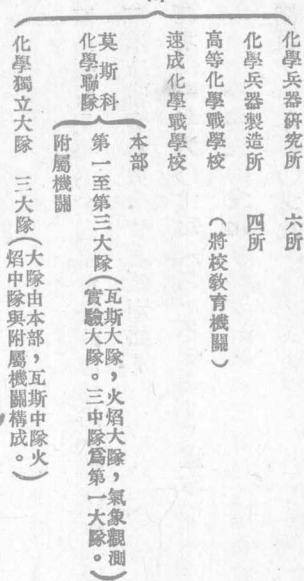 化學兵器硏究所　六所
化學兵器製造所　四所
高等化學戰學校　（將校敎育機關）
速成化學戰學校
莫斯科
化學聯隊
本部
第一至第三大隊（瓦斯大隊，火焰大隊，氣象觀測
實驗大隊。三中隊爲第一大隊。）
附屬機關
化學獨立大隊　三大隊（大隊由本部，瓦斯中隊火
焰中隊與附屬機關構成。）